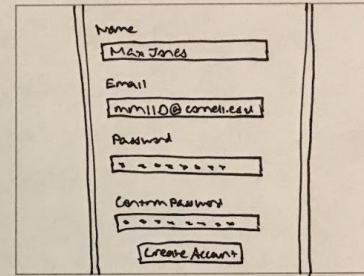 Name
Max Jones
Email
mm110@cornell.edu
Password
Confirm Password
Create Account